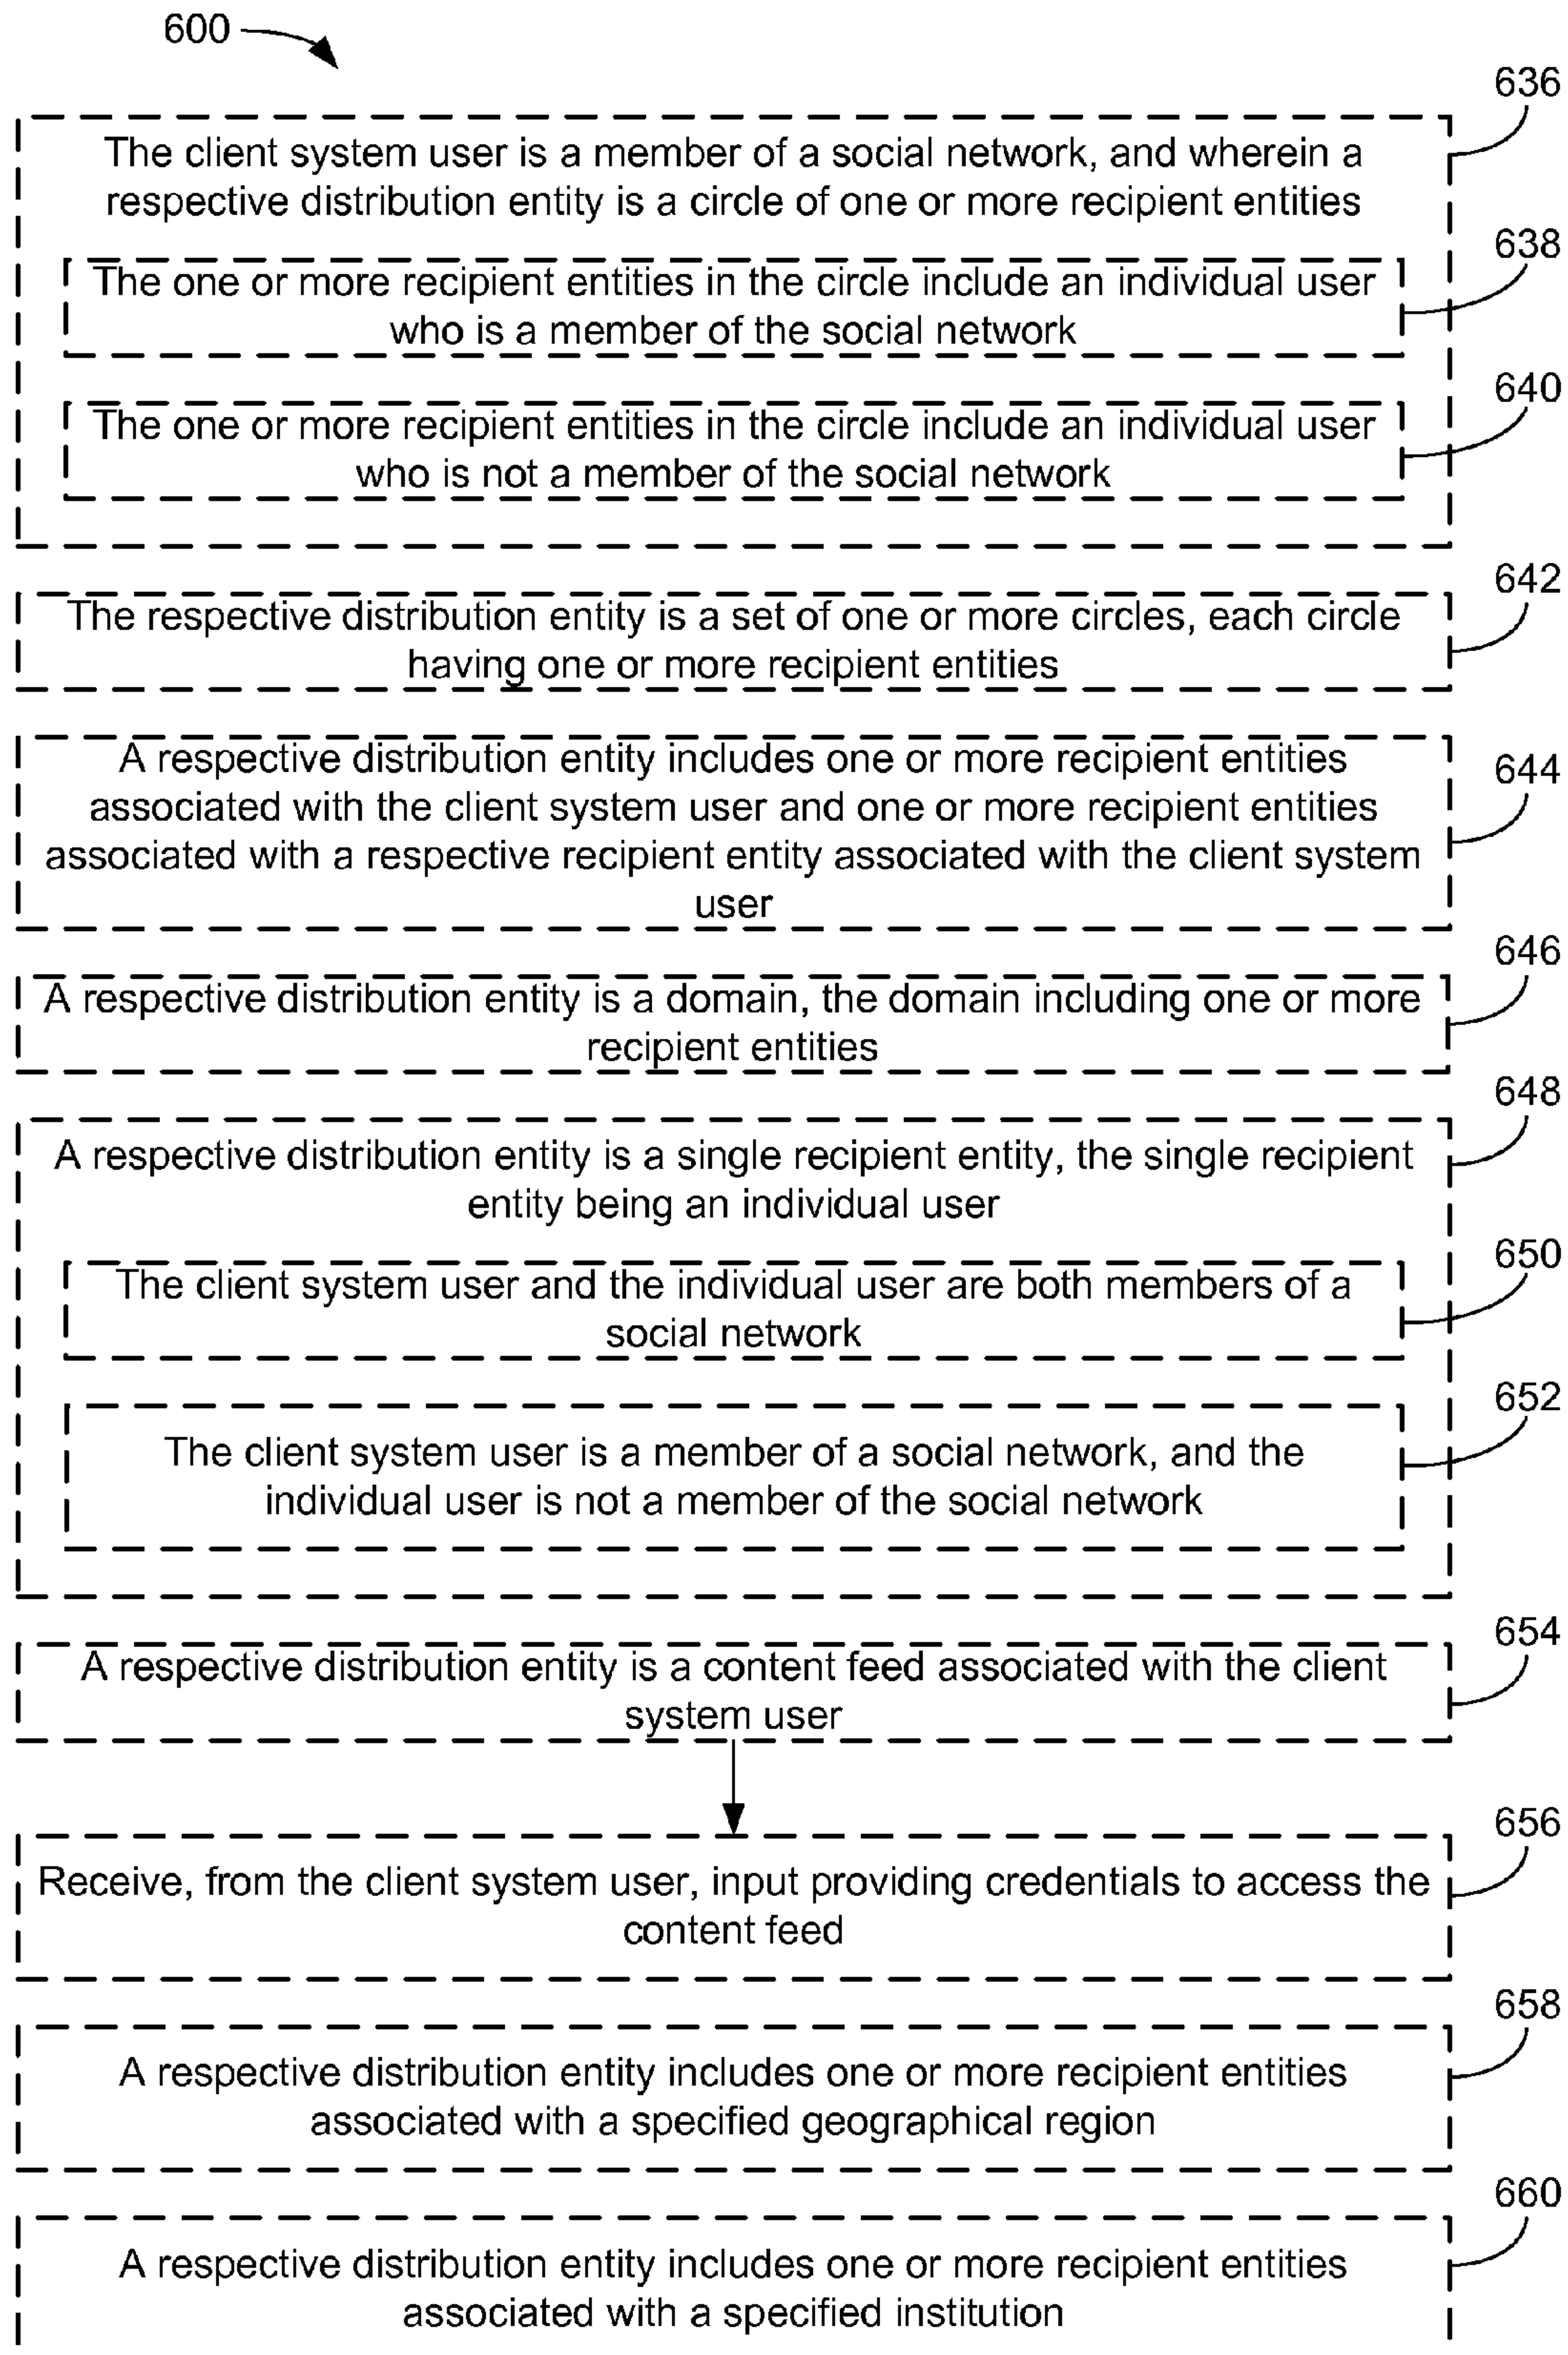 600
636
The client system user is a member of a social network, and wherein a
respective distribution entity is a circle of one or more recipient entities
638
The one or more recipient entities in the circle include an individual user
who is a member of the social network
640
The one or more recipient entities in the circle include an individual user
who is not a member of the social network
642
The respective distribution entity is a set of one or more circles, each circle
having one or more recipient entities
644
A respective distribution entity includes one or more recipient entities
associated with the client system user and one or more recipient entities
associated with a respective recipient entity associated with the client system
user
646
A respective distribution entity is a domain, the domain including one or more
recipient entities
648
A respective distribution entity is a single recipient entity, the single recipient
entity being an individual user
650
The client system user and the individual user are both members of a
social network
652
The client system user is a member of a social network, and the
individual user is not a member of the social network
654
A respective distribution entity is a content feed associated with the client
system user
656
Receive, from the client system user, input providing credentials to access the
content feed
658
A respective distribution entity includes one or more recipient entities
associated with a specified geographical region
660
A respective distribution entity includes one or more recipient entities
associated with a specified institution